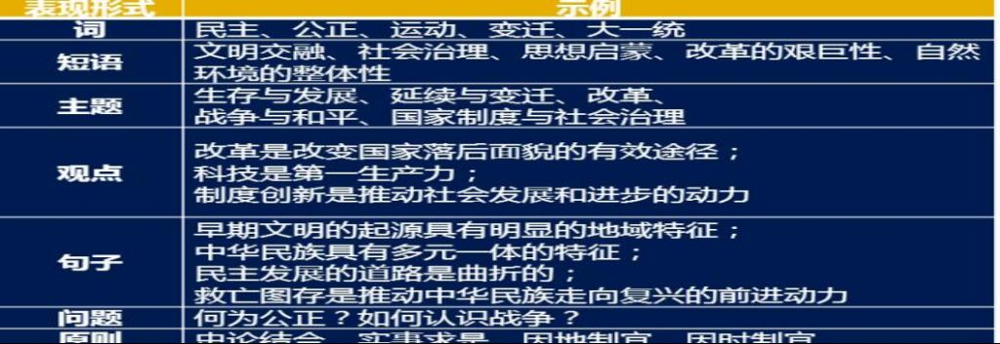 表现形式 示例
词 民主、公正、运动、变迁、大一统
短语 文明交融、社会治理、思想启蒙、改革的艰巨性、自然
环境的整体性
主题 生存与发展、延续与变迁、改革、
战争与和平、国家制度与社会治理
观点 改革是改变国家落后面貌的有效途径；
科技是第一生产力；
制度创新是推动社会发展和进步的动力
句子 早期文明的起源具有明显的地域特征；
中华民族具有多元一体的特征；
民主发展的道路是曲折的；
救亡图存是推动中华民族走向复兴的前进动力
问题 何为公正？如何认识战争？
原则 史论结合、实事求是、因地制宜、因时制宜